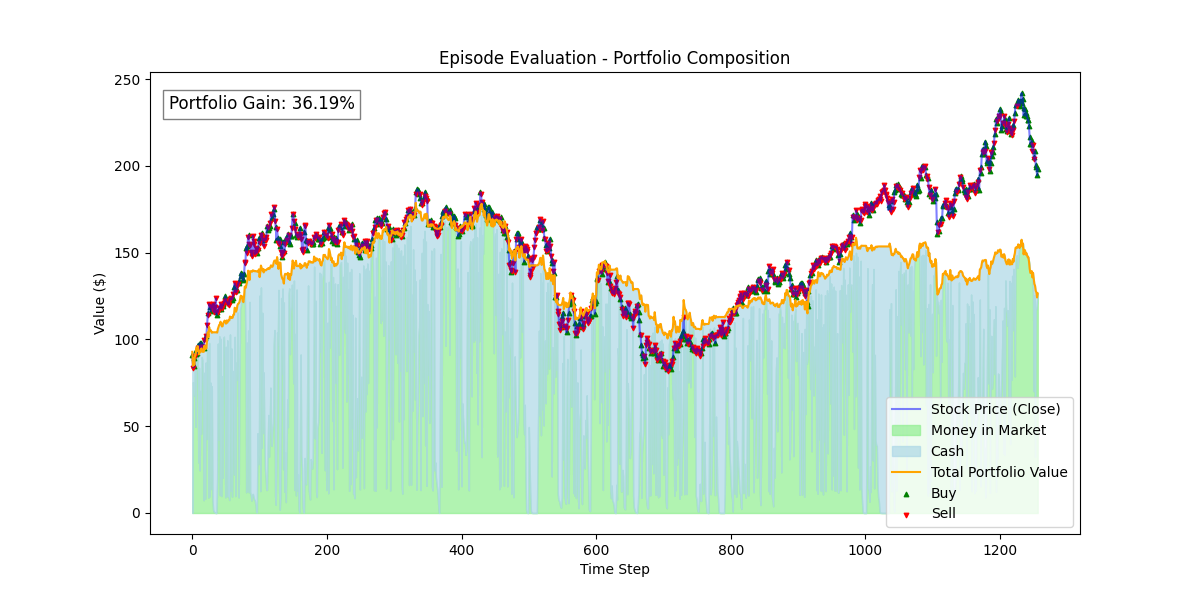 Episode Evaluation - Portfolio Composition
Portfolio Gain: 36.19%
Value ($)
250
200
150
100
50
0
0 200 400 600 800 1000 1200
Time Step
Stock Price (Close)
Money in Market
Cash
Total Portfolio Value
Buy
Sell